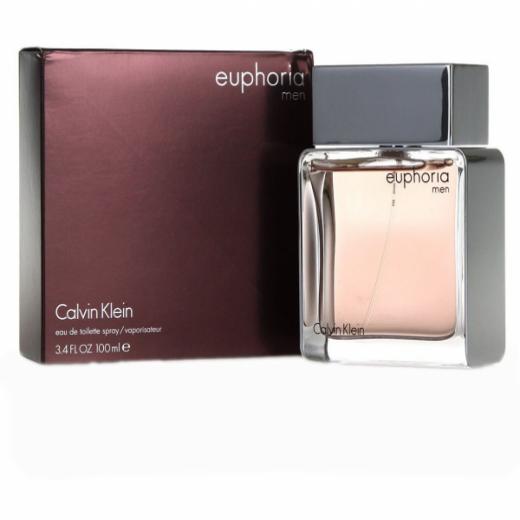 euphoria
men
Calvin Klein
eau de toilette spray/vaporisateur
3.4 FL OZ 100 ml ℮
euphoria
men
Calvin Klein